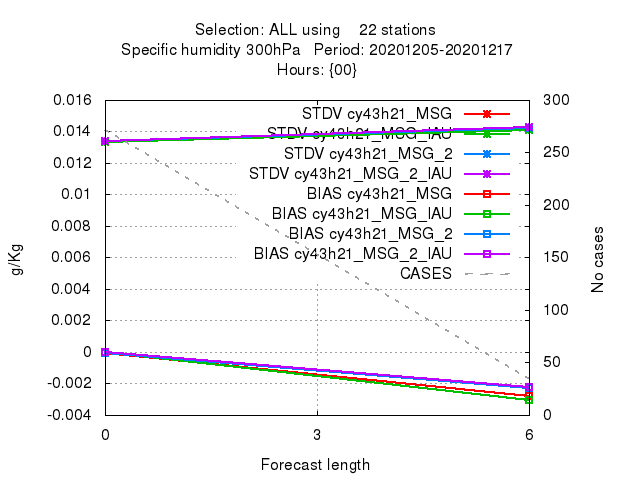 Selection: ALL using    22 stations
Specific humidity 300hPa   Period: 20201205-20201217
Hours: {00}
0.016
0.014
0.012
0.01
0.008
0.006
0.004
0.002
0
-0.002
-0.004
g/Kg
STDV cy43h21_MSG
STDV cy43h21_MSG_IAU
STDV cy43h21_MSG_2
STDV cy43h21_MSG_2_IAU
BIAS cy43h21_MSG
BIAS cy43h21_MSG_IAU
BIAS cy43h21_MSG_2
BIAS cy43h21_MSG_2_IAU
CASES
300
250
200
150
100
50
0
No cases
0 3 6
Forecast length